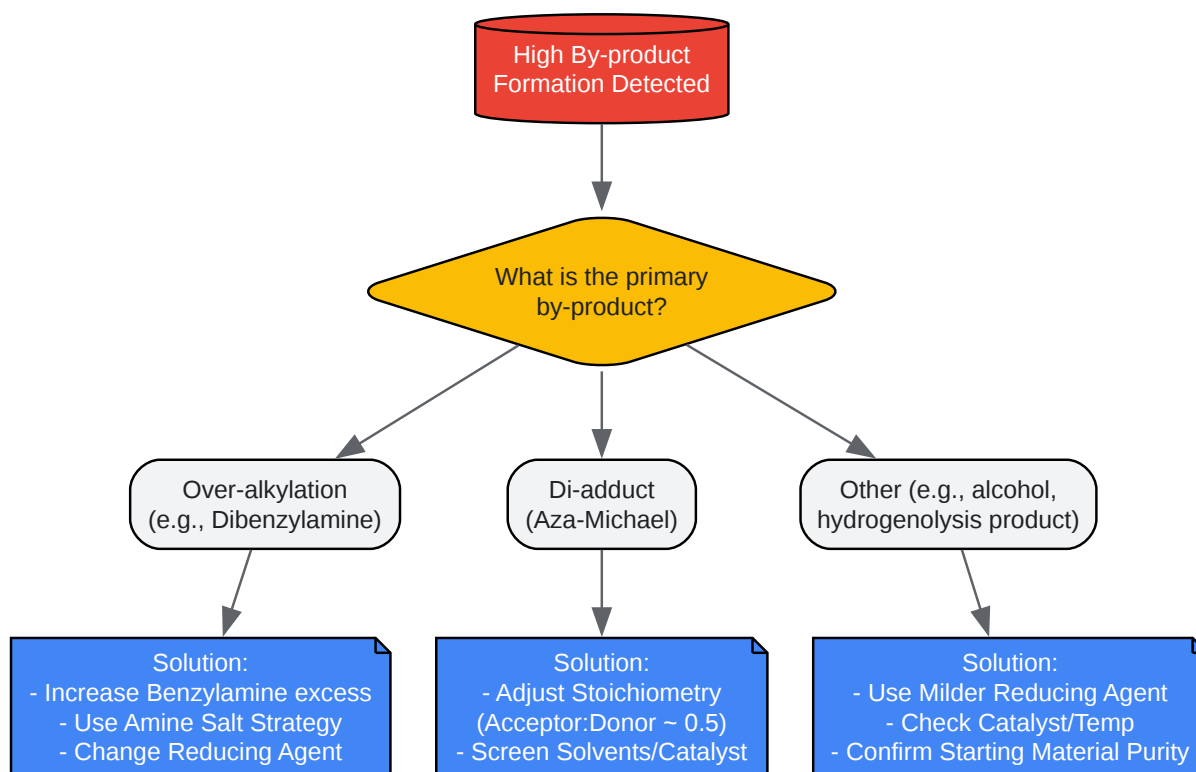 High By-product
Formation Detected
What is the primary
by-product?
Over-alkylation
(e.g., Dibenzylamine)
Di-adduct
(Aza-Michael)
Other (e.g., alcohol,
hydrogenolysis product)
Solution:
- Increase Benzylamine excess
- Use Amine Salt Strategy
- Change Reducing Agent
Solution:
- Adjust Stoichiometry
(Acceptor:Donor ~ 0.5)
- Screen Solvents/Catalyst
Solution:
- Use Milder Reducing Agent
- Check Catalyst/Temp
- Confirm Starting Material Purity